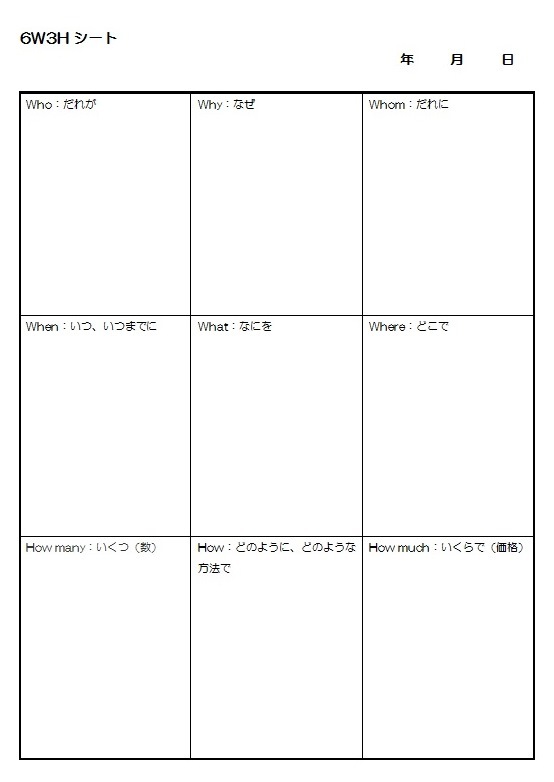 6W3H シート
年 月 日
Who：だれが
Why：なぜ
Whom：だれに
When：いつ、いつまでに
What：なにを
Where：どこで
How many：いくつ（数）
How：どのように、どのような
方法で
How much：いくらで（価格）